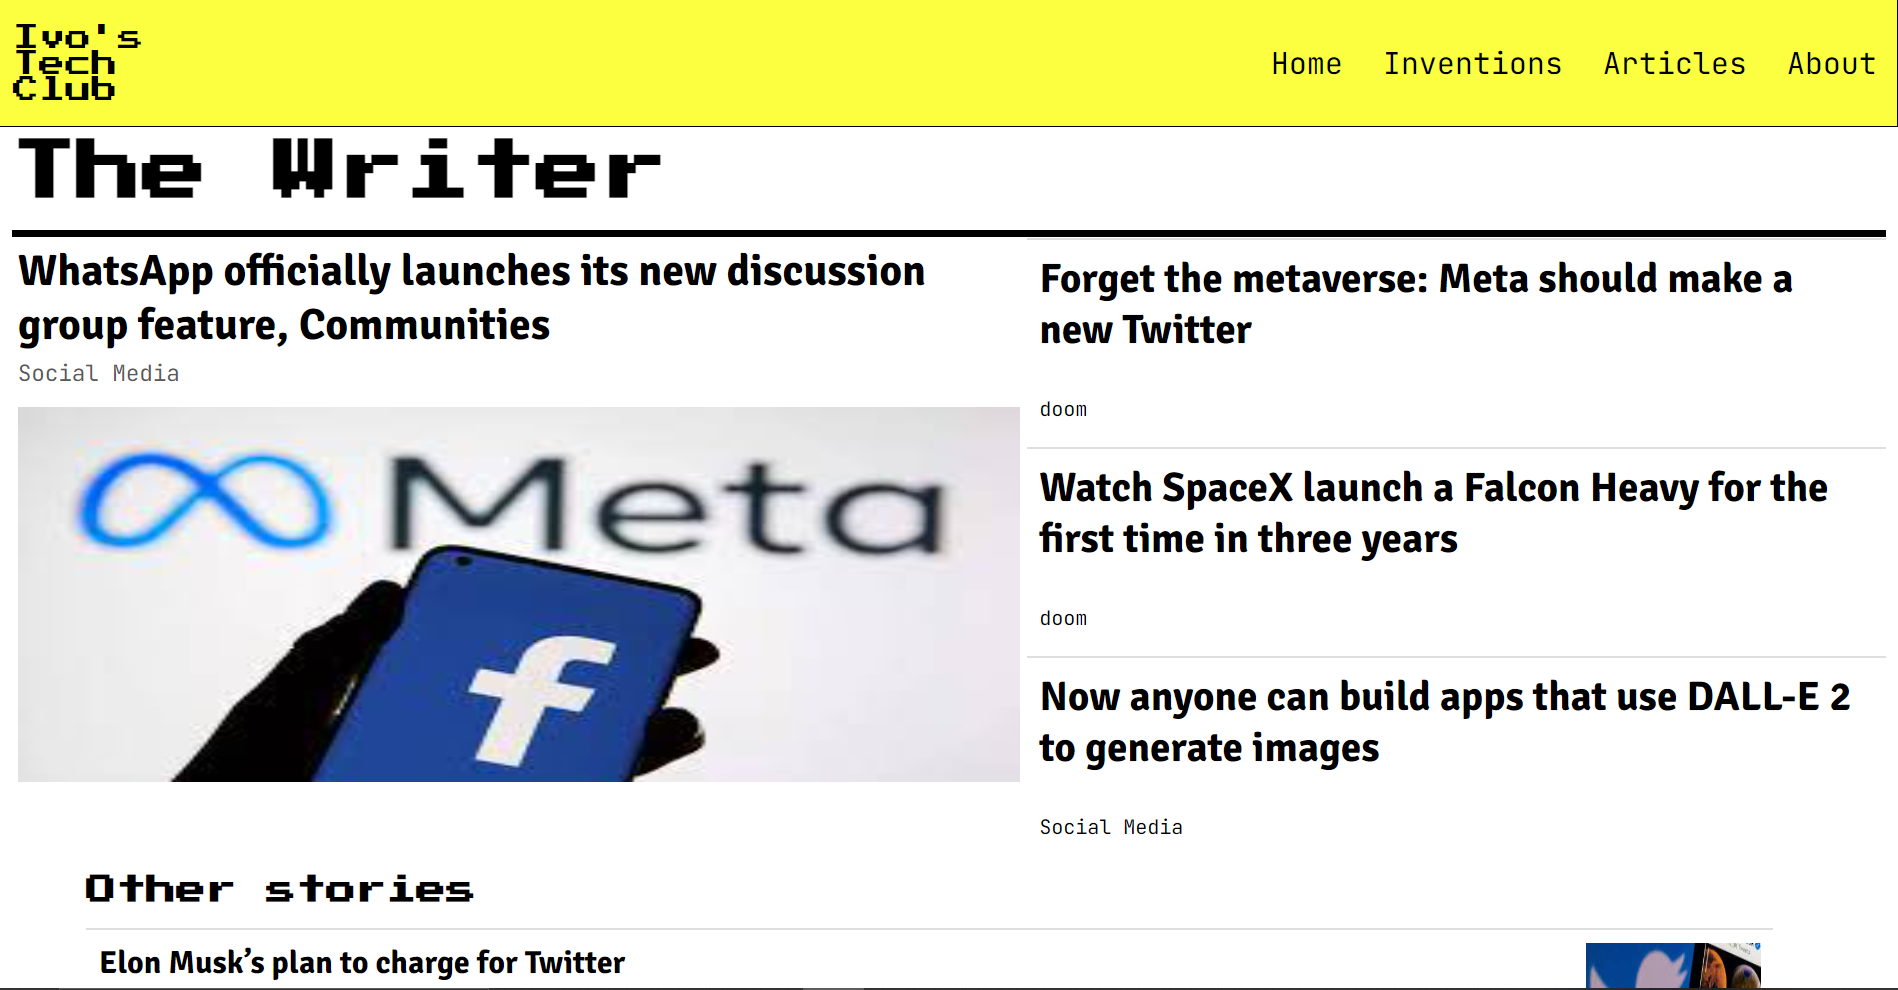 Ivo's
Tech
Club
Home Inventions Articles About
The Writer
WhatsApp officially launches its new discussion
group feature, Communities
Social Media
Meta
f
Forget the metaverse: Meta should make a
new Twitter
doom
Watch SpaceX launch a Falcon Heavy for the
first time in three years
doom
Now anyone can build apps that use DALL-E 2
to generate images
Social Media
Other stories
Elon Musk’s plan to charge for Twitter